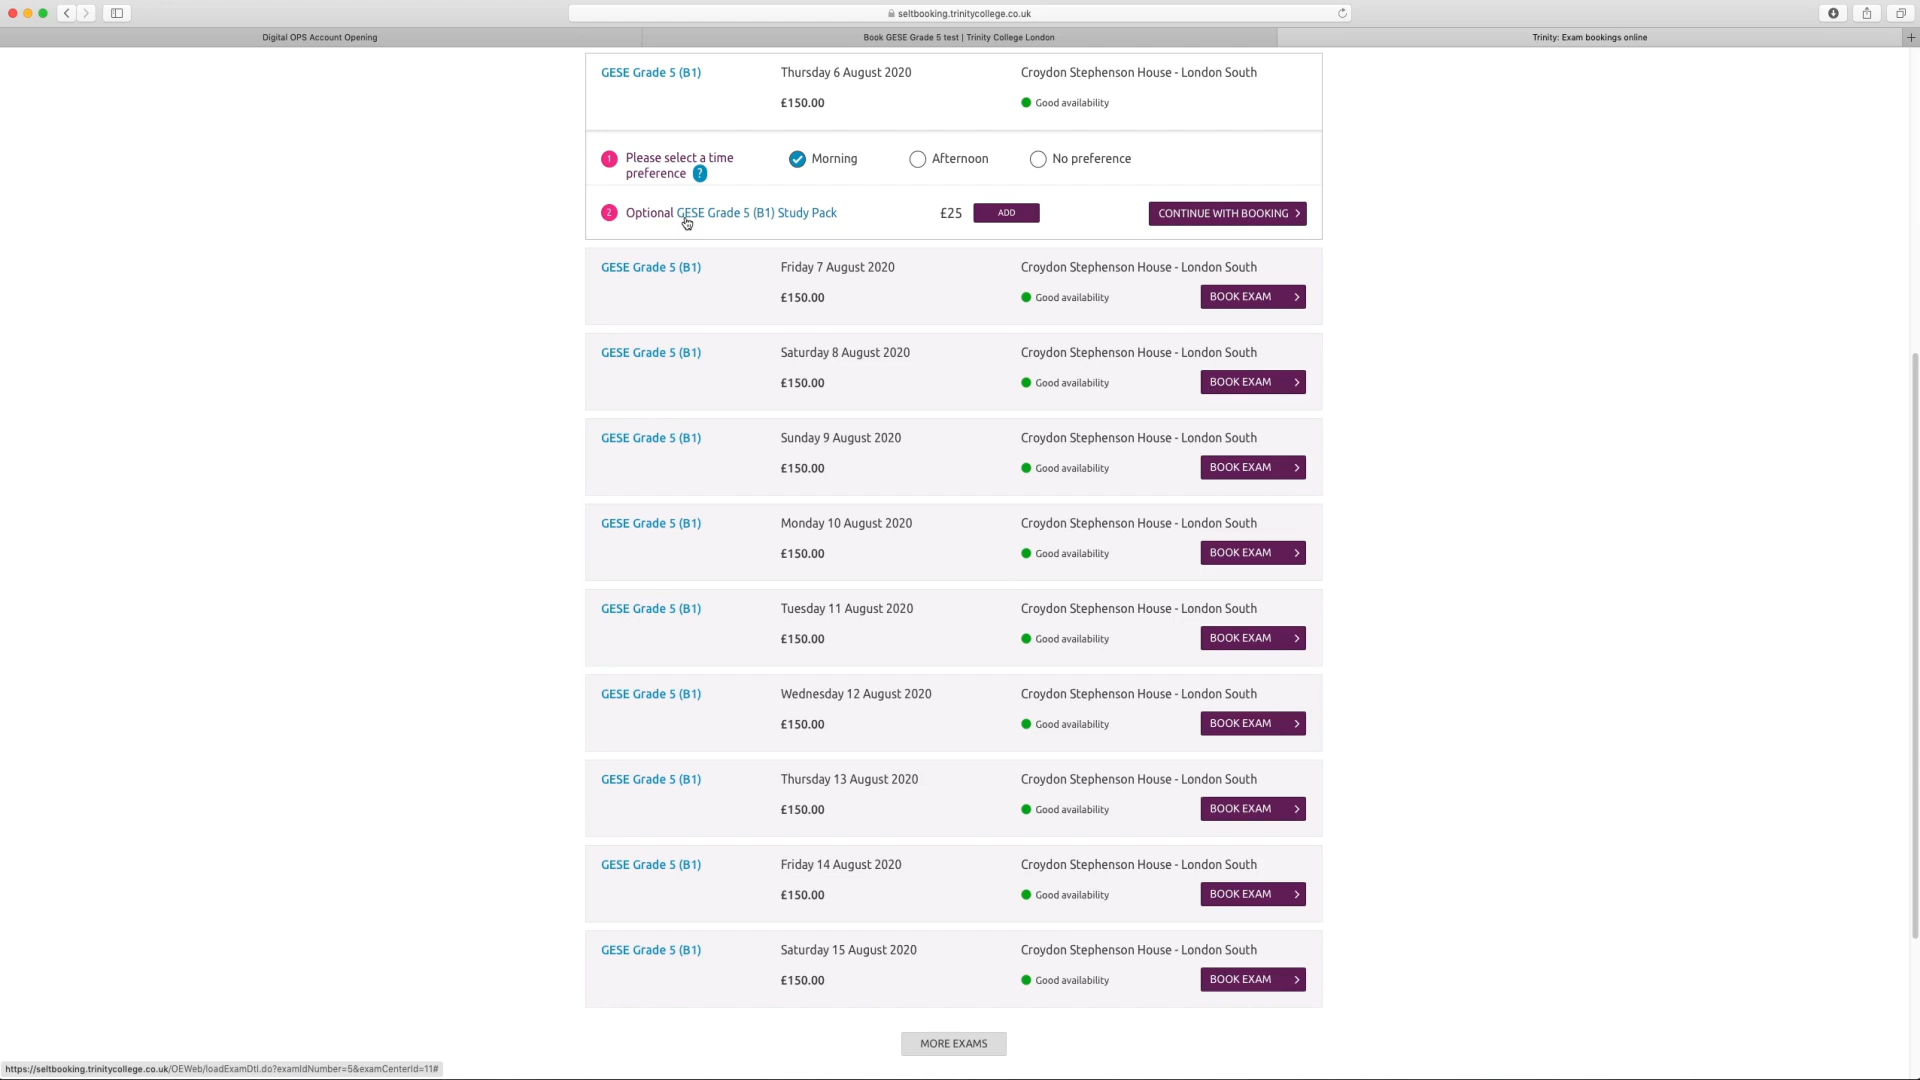 seltbooking.trinitycollege.co.uk
Digital OPS Account Opening
Book GESE Grade 5 test | Trinity College London
Trinity: Exam bookings online
GESE Grade 5 (B1) Thursday 6 August 2020 Croydon Stephenson House - London South
£150.00 Good availability
1 Please select a time Morning Afternoon No preference
preference ?
2 Optional GESE Grade 5 (B1) Study Pack £25 ADD CONTINUE WITH BOOKING
GESE Grade 5 (B1) Friday 7 August 2020 Croydon Stephenson House - London South
£150.00 Good availability BOOK EXAM
GESE Grade 5 (B1) Saturday 8 August 2020 Croydon Stephenson House - London South
£150.00 Good availability BOOK EXAM
GESE Grade 5 (B1) Sunday 9 August 2020 Croydon Stephenson House - London South
£150.00 Good availability BOOK EXAM
GESE Grade 5 (B1) Monday 10 August 2020 Croydon Stephenson House - London South
£150.00 Good availability BOOK EXAM
GESE Grade 5 (B1) Tuesday 11 August 2020 Croydon Stephenson House - London South
£150.00 Good availability BOOK EXAM
GESE Grade 5 (B1) Wednesday 12 August 2020 Croydon Stephenson House - London South
£150.00 Good availability BOOK EXAM
GESE Grade 5 (B1) Thursday 13 August 2020 Croydon Stephenson House - London South
£150.00 Good availability BOOK EXAM
GESE Grade 5 (B1) Friday 14 August 2020 Croydon Stephenson House - London South
£150.00 Good availability BOOK EXAM
GESE Grade 5 (B1) Saturday 15 August 2020 Croydon Stephenson House - London South
£150.00 Good availability BOOK EXAM
MORE EXAMS
https://seltbooking.trinitycollege.co.uk/OEWeb/loadExamDtl.do?examIdNumber=5&examCenterId=11#